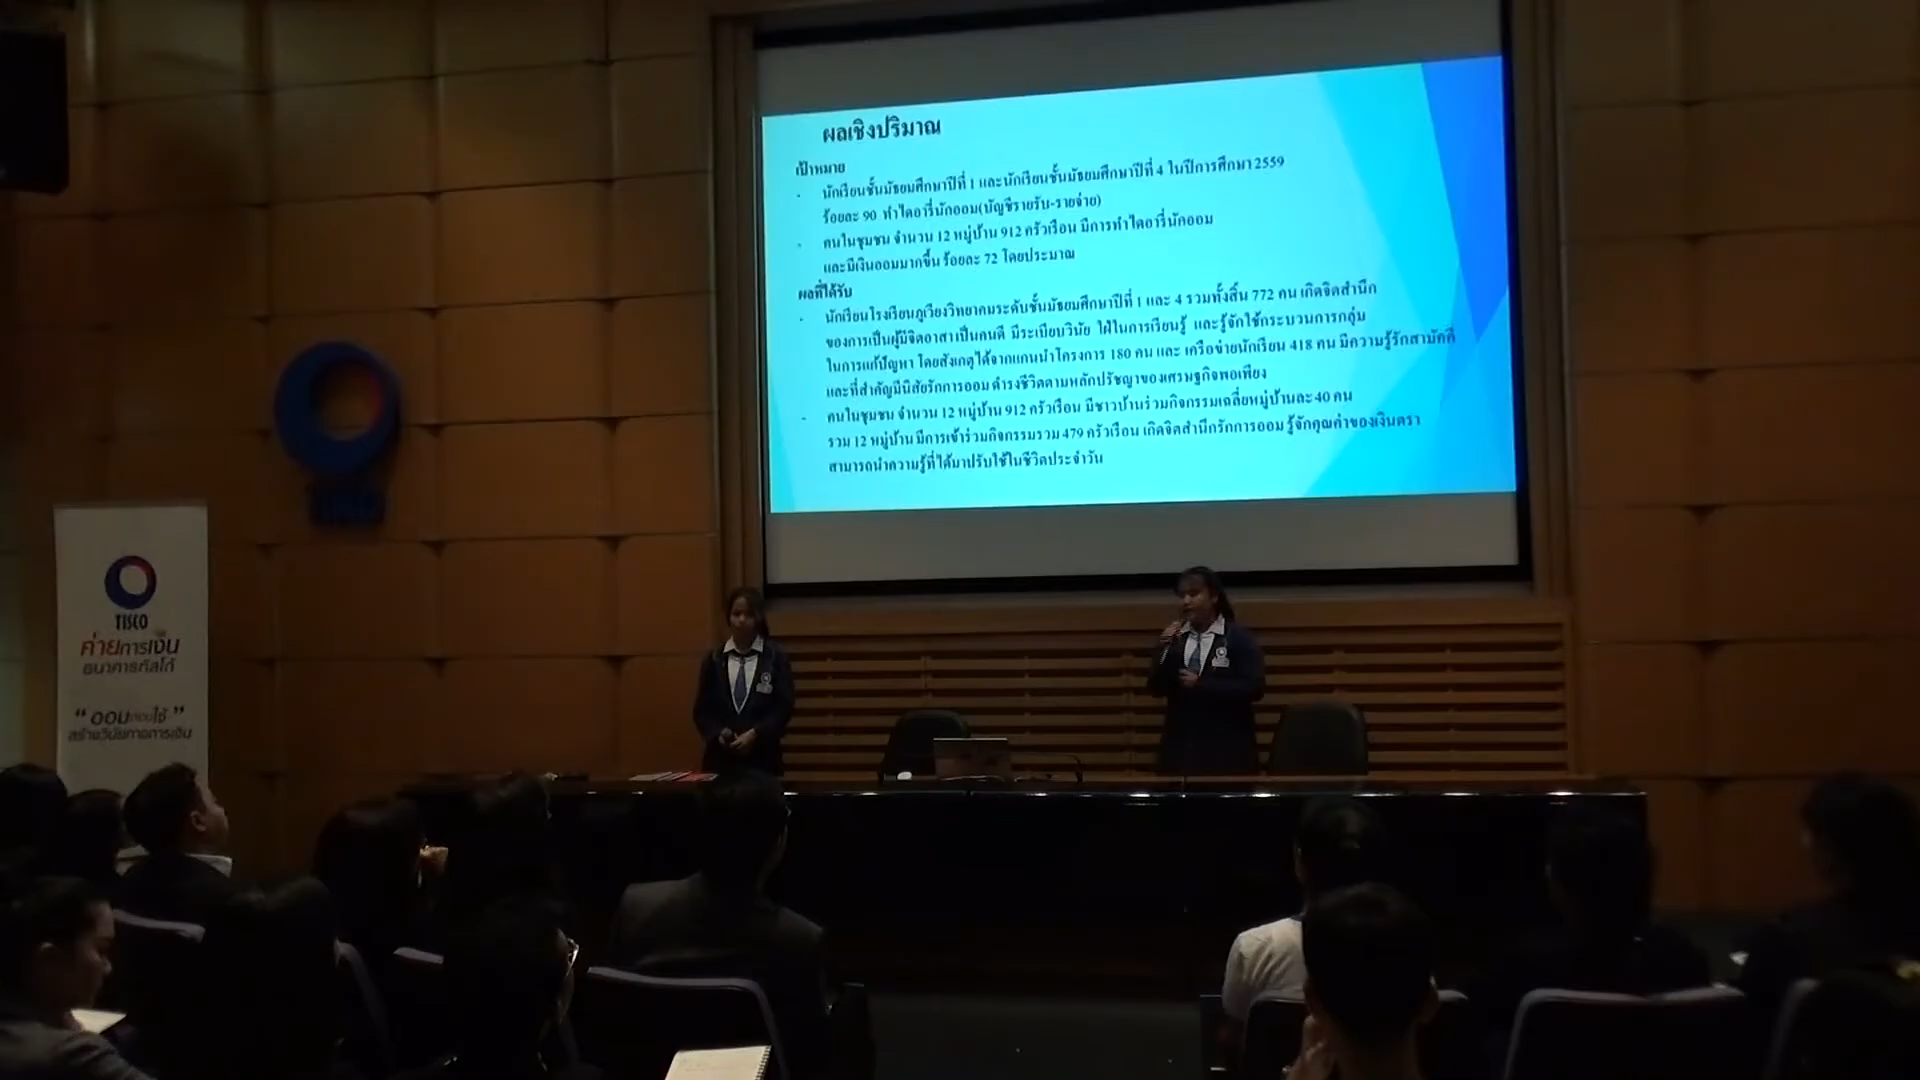 ผลเชิงปริมาณ
เป้าหมาย
- นักเรียนชั้นมัธยมศึกษาปีที่ 1 และนักเรียนชั้นมัธยมศึกษาปีที่ 4 ในปีการศึกษา 2559
ร้อยละ 90 ทำไดอารี่นักออม(บัญชีรายรับ-รายจ่าย)
- คนในชุมชน จำนวน 12 หมู่บ้าน 912 ครัวเรือน มีการทำไดอารี่นักออม
และมีเงินออมมากขึ้น ร้อยละ 72 โดยประมาณ
ผลที่ได้รับ
- นักเรียนโรงเรียนภูเวียงวิทยาคมระดับชั้นมัธยมศึกษาปีที่ 1 และ 4 รวมทั้งสิ้น 772 คน เกิดจิตสำนึก
ของการเป็นผู้มีจิตอาสา เป็นคนดี มีระเบียบวินัย ใฝ่ในการเรียนรู้ และรู้จักใช้กระบวนการกลุ่ม
ในการแก้ปัญหา โดยสังเกตุได้จากแกนนำโครงการ 180 คน และ เครือข่ายนักเรียน 418 คน มีความรู้รักสามัคคี
และที่สำคัญมีนิสัยรักการออม ดำรงชีวิตตามหลักปรัชญาของเศรษฐกิจพอเพียง
- คนในชุมชน จำนวน 12 หมู่บ้าน 912 ครัวเรือน มีชาวบ้านร่วมกิจกรรมเฉลี่ยหมู่บ้านละ 40 คน
รวม 12 หมู่บ้าน มีการเข้าร่วมกิจกรรมรวม 479 ครัวเรือน เกิดจิตสำนึกรักการออม รู้จักคุณค่าของเงินตรา
สามารถนำความรู้ที่ได้มาปรับใช้ในชีวิตประจำวัน
TISCO
TISCO
ค่ายการเงิน
ธนาคารทิสโก้
“ ออมก่อนใช้ ”
สร้างวินัยทางการเงิน